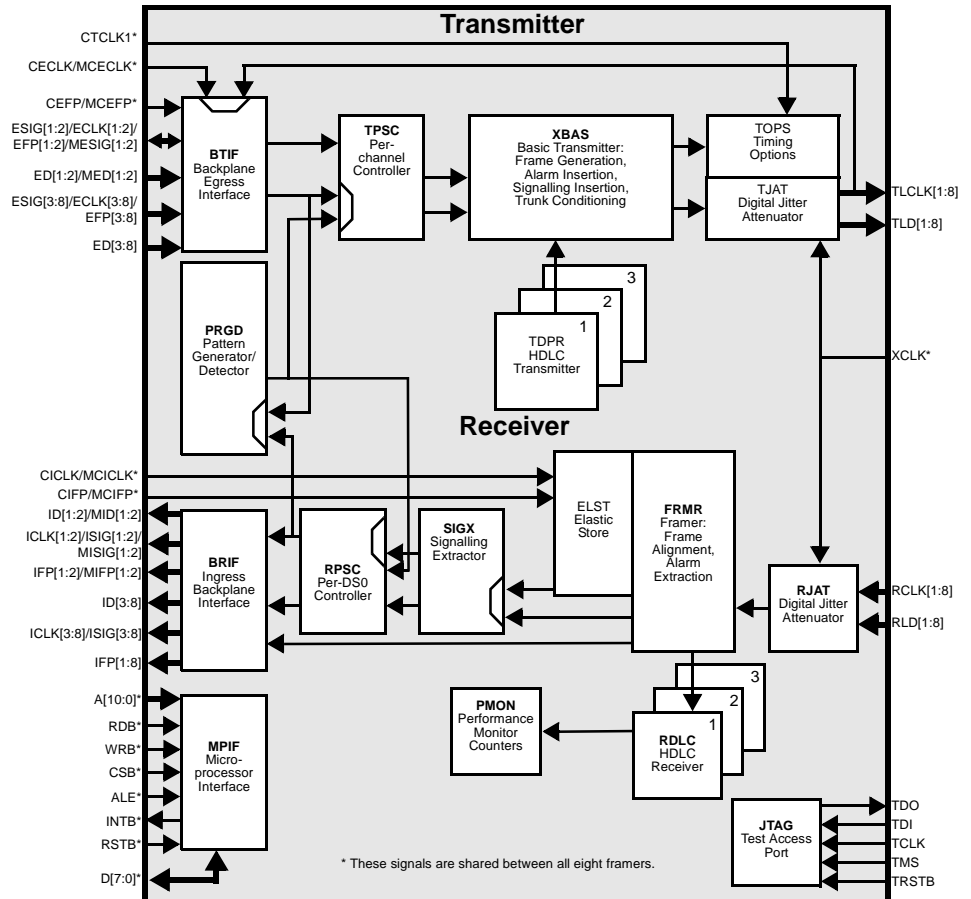 Transmitter
CTCLK1*
CECLK/MCECLK*
CEFP/MCEFP*
ESIG[1:2]/ECLK[1:2]/
EFP[1:2]/MESIG[1:2]
ED[1:2]/MED[1:2]
ESIG[3:8]/ECLK[3:8]/
EFP[3:8]
ED[3:8]
BTIF
Backplane
Egress
Interface
TPSC
Per-
channel
Controller
XBAS
Basic Transmitter:
Frame Generation,
Alarm Insertion,
Signalling Insertion,
Trunk Conditioning
TOPS
Timing
Options
TJAT
Digital Jitter
Attenuator
TLCLK[1:8]
TLD[1:8]
PRGD
Pattern
Generator/
Detector
3
2
1
TDPR
HDLC
Transmitter
XCLK*
Receiver
CICLK/MCICLK*
CIFP/MCIFP*
ID[1:2]/MID[1:2]
ICLK[1:2]/ISIG[1:2]/
MISIG[1:2]
IFP[1:2]/MIFP[1:2]
ID[3:8]
ICLK[3:8]/ISIG[3:8]
IFP[1:8]
BRIF
Ingress
Backplane
Interface
RPSC
Per-DS0
Controller
SIGX
Signalling
Extractor
ELST
Elastic
Store
FRMR
Framer:
Frame
Alignment,
Alarm
Extraction
RJAT
Digital Jitter
Attenuator
RCLK[1:8]
RLD[1:8]
A[10:0]*
RDB*
WRB*
CSB*
ALE*
INTB*
RSTB*
D[7:0]*
MPIF
Micro-
processor
Interface
PMON
Performance
Monitor
Counters
3
2
1
RDLC
HDLC
Receiver
JTAG
Test Access
Port
TDO
TDI
TCLK
TMS
TRSTB
* These signals are shared between all eight framers.